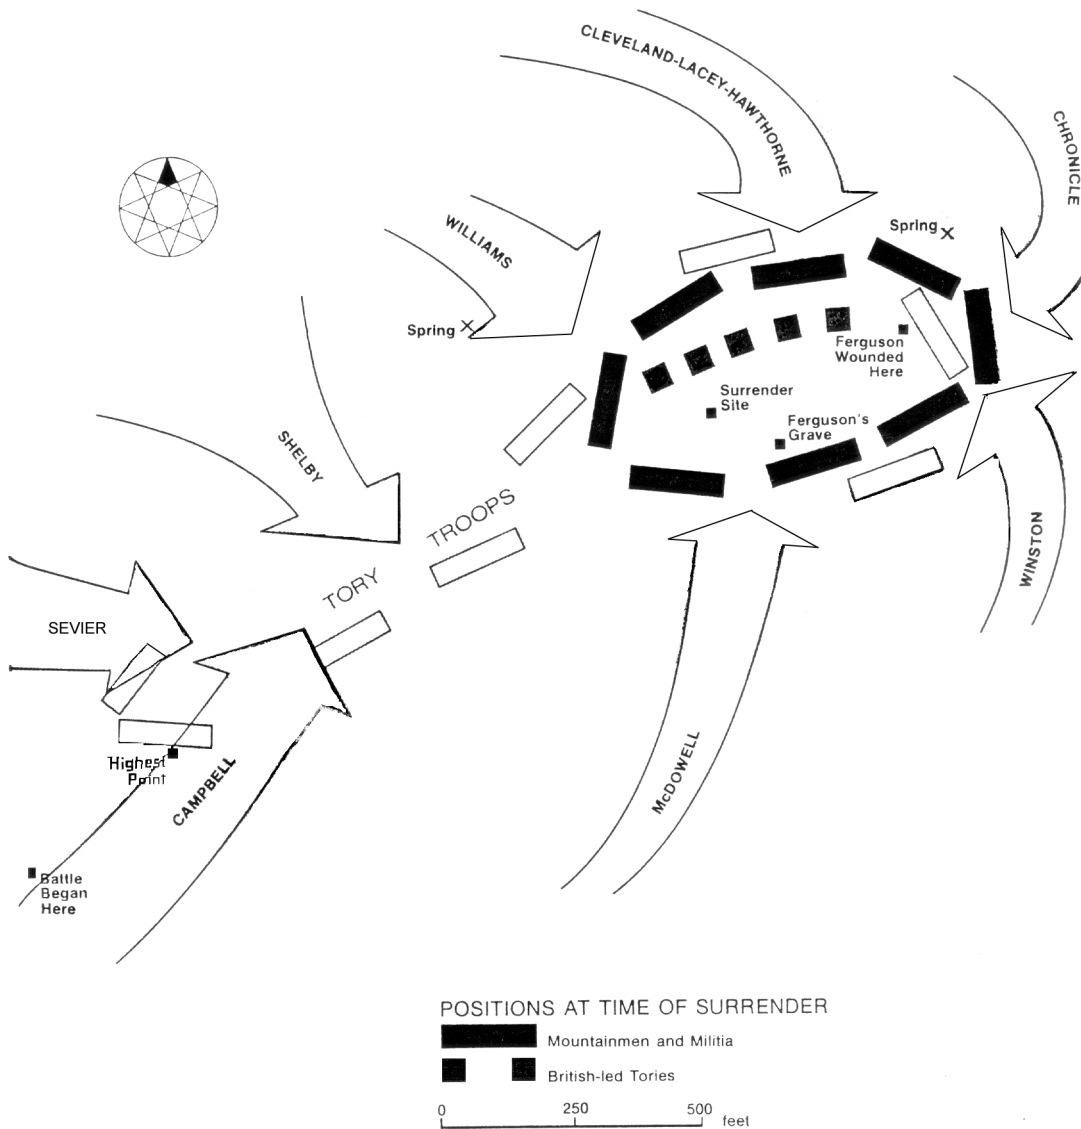 CLEVELAND-LACEY-HAWTHORNE
CHRONICLE
WILLIAMS
Spring
Spring
Ferguson
Wounded
Here
Surrender
Site
Ferguson's
Grave
SHELBY
TORY TROOPS
SEVIER
WINSTON
Highest
Point
CAMPBELL
McDOWELL
Battle
Began
Here
POSITIONS AT TIME OF SURRENDER
Mountainmen and Militia
British-led Tories
0 250 500
feet